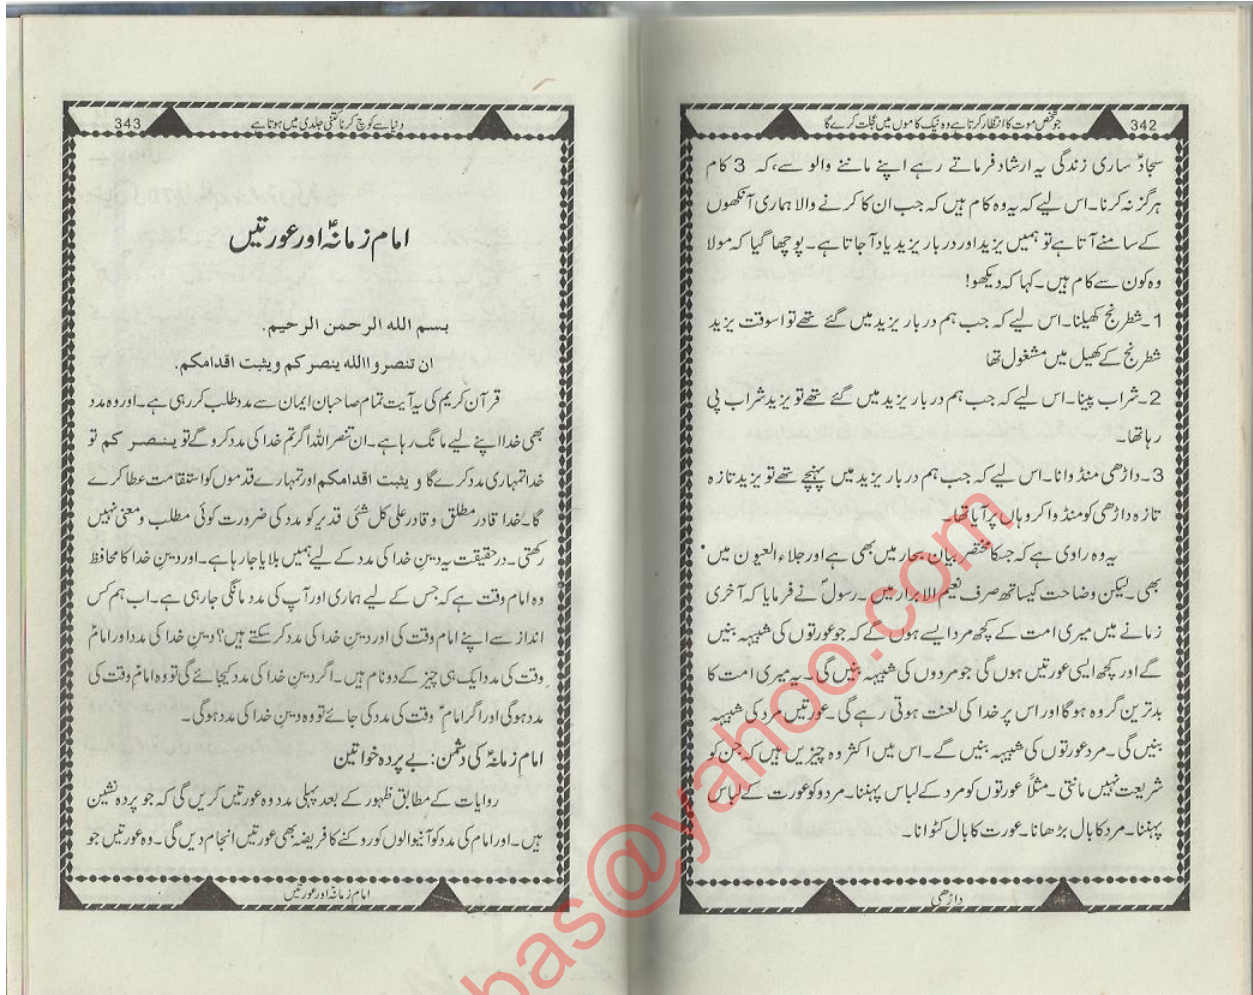 342
جو شخص موت کا انتظار کرتا ہے وہ نیک کاموں میں عجلت کرے گا
سجادؑ ساری زندگی یہ ارشاد فرماتے رہے اپنے ماننے والو سے، کہ 3 کام
ہرگز نہ کرنا۔ اس لیے کہ یہ وہ کام ہیں کہ جب ان کا کرنے والا ہماری آنکھوں
کے سامنے آتا ہے تو ہمیں یزید اور دربار یزید یاد آجاتا ہے۔ پوچھا گیا کہ مولا
وہ کون سے کام ہیں۔ کہا کہ دیکھو!
1۔ شطرنج کھیلنا۔ اس لیے کہ جب ہم دربار یزید میں گئے تھے تو اسوقت یزید
شطرنج کے کھیل میں مشغول تھا
2۔ شراب پینا۔ اس لیے کہ جب ہم دربار یزید میں گئے تھے تو یزید شراب پی
رہا تھا۔
3۔ داڑھی منڈوانا۔ اس لیے کہ جب ہم دربار یزید میں پہنچے تھے تو یزید تازہ
تازہ داڑھی کو منڈوا کر وہاں پر آیا تھا۔
یہ وہ راوی ہے کہ جسکا مختصر بیان بحار میں بھی ہے اور جلاء العیون میں
بھی۔ لیکن وضاحت کیساتھ صرف نعیم الابرار میں۔ رسولؐ نے فرمایا کہ آخری
زمانے میں میری امت کے کچھ مرد ایسے ہوں گے کہ جو عورتوں کی شبیہہ بنیں
گے اور کچھ ایسی عورتیں ہوں گی جو مردوں کی شبیہہ بنیں گی۔ یہ میری امت کا
بدترین گروہ ہوگا اور اس پر خدا کی لعنت ہوتی رہے گی۔ عورتیں مرد کی شبیہہ
بنیں گی۔ مرد عورتوں کی شبیہہ بنیں گے۔ اس میں اکثر وہ چیزیں ہیں کہ جن کو
شریعت نہیں مانتی۔ مثلاً عورتوں کو مرد کے لباس پہننا۔ مرد کو عورت کے لباس
پہننا۔ مرد کا بال بڑھانا۔ عورت کا بال کٹوانا۔
داڑھی
343
دنیا سے کوچ کرنا کتنی جلدی میں ہوتا ہے
امام زمانہؑ اور عورتیں
بسم الله الرحمن الرحيم.
ان تنصروا الله ينصر كم ويثبت اقدامكم.
قرآن کریم کی یہ آیت تمام صاحبان ایمان سے مدد طلب کر رہی ہے۔ اور وہ مدد
بھی خدا اپنے لیے مانگ رہا ہے۔ ان تنصر اللہ اگر تم خدا کی مدد کرو گے تو ینصر کم تو
خدا تمہاری مدد کرے گا و یثبت اقدامکم اور تمہارے قدموں کو استقامت عطا کرے
گا۔ خدا قادر مطلق و قادر علی کل شئی قدیر کو مدد کی ضرورت کوئی مطلب و معنی نہیں
رکھتی۔ درحقیقت یہ دینِ خدا کی مدد کے لیے ہمیں بلایا جا رہا ہے۔ اور دین خدا کا محافظ
وہ امام وقت ہے کہ جس کے لیے ہماری اور آپ کی مدد مانگی جا رہی ہے۔ اب ہم کس
انداز سے اپنے امام وقت کی اور دین خدا کی مدد کر سکتے ہیں؟ دین خدا کی مدد اور امامؑ
وقت کی مدد ایک ہی چیز کے دو نام ہیں۔ اگر دین خدا کی مدد کیجائے گی تو وہ امامؑ وقت کی
مدد ہوگی اور اگر امامؑ وقت کی مدد کی جائے تو وہ دین خدا کی مدد ہوگی۔
امام زمانہؑ کی دشمن: بے پردہ خواتین
روایات کے مطابق ظہور کے بعد پہلی مدد وہ عورتیں کریں گی کہ جو پردہ نشین
ہیں۔ اور امام کی مدد کو آنیوالوں کو روکنے کا فریضہ بھی عورتیں انجام دیں گی۔ وہ عورتیں جو
امام زمانہؑ اور عورتیں
bas@yahoo.com